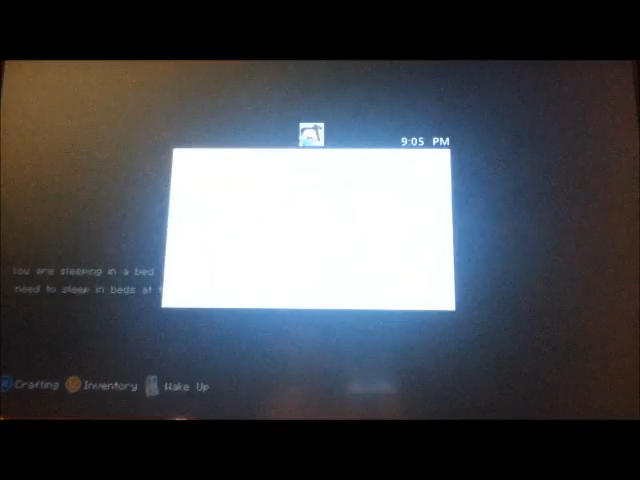 9:05 PM
You are sleeping in a bed
need to sleep in beds at
Crafting Inventory Wake Up